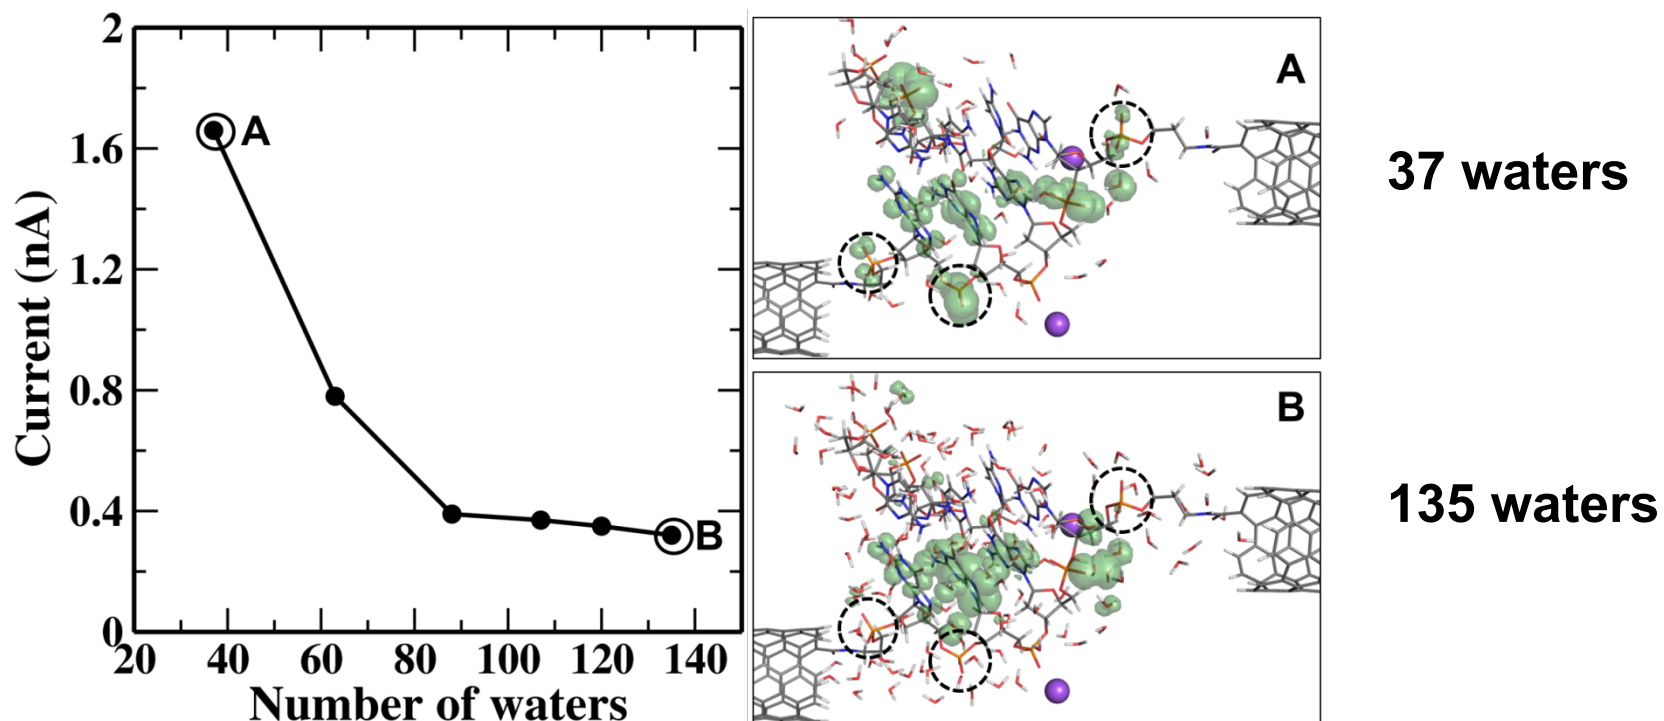 2
1.6
1.2
0.8
0.4
0
Current (nA)
20 40 60 80 100 120 140
Number of waters
A
B
A
37 waters
B
135 waters